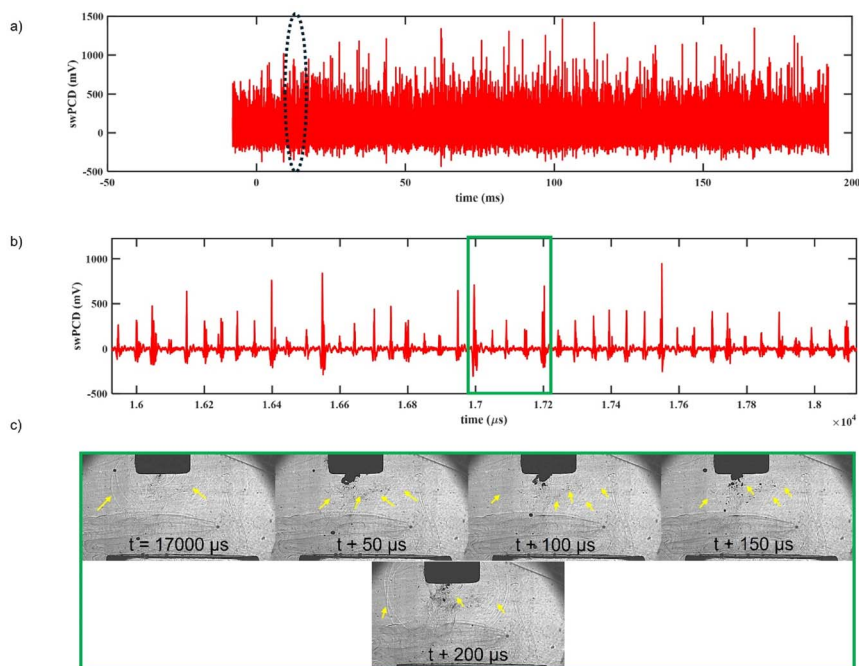 a)
1500
1000
500
0
-500
swPCD (mV)
-50
0
50
100
150
200
time (ms)
b)
1000
500
0
-500
swPCD (mV)
1.6
1.62
1.64
1.66
1.68
1.7
1.72
1.74
1.76
1.78
1.8
×10⁴
time (μs)
c)
t = 17000 μs
t + 50 μs
t + 100 μs
t + 150 μs
t + 200 μs